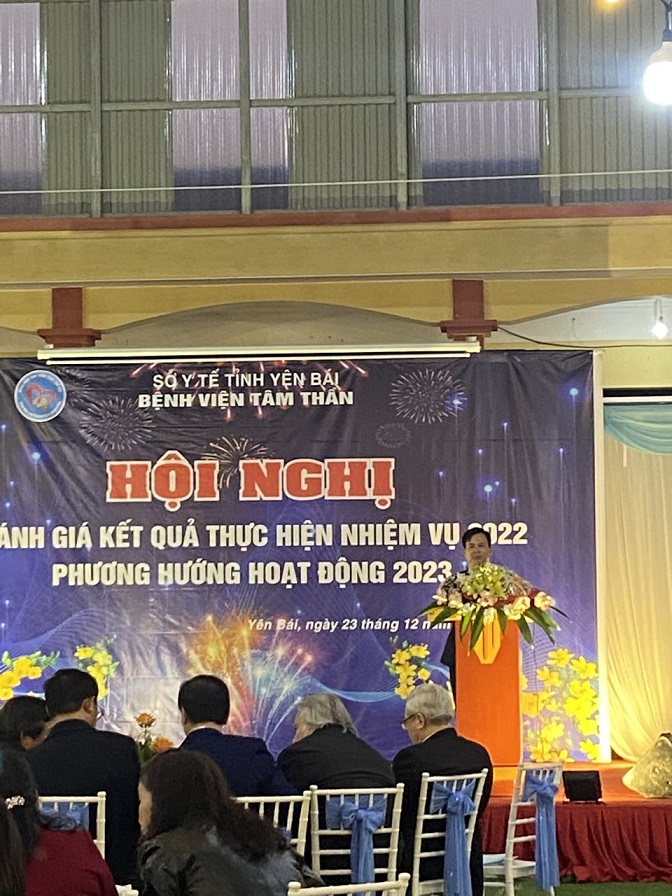 SỞ Y TẾ TỈNH YÊN BÁI
BỆNH VIỆN TÂM THẦN
HỘI NGHỊ
ÁNH GIÁ KẾT QUẢ THỰC HIỆN NHIỆM VỤ 2022
PHƯƠNG HƯỚNG HOẠT ĐỘNG 2023
Yên Bái, ngày 23 tháng 12 năm